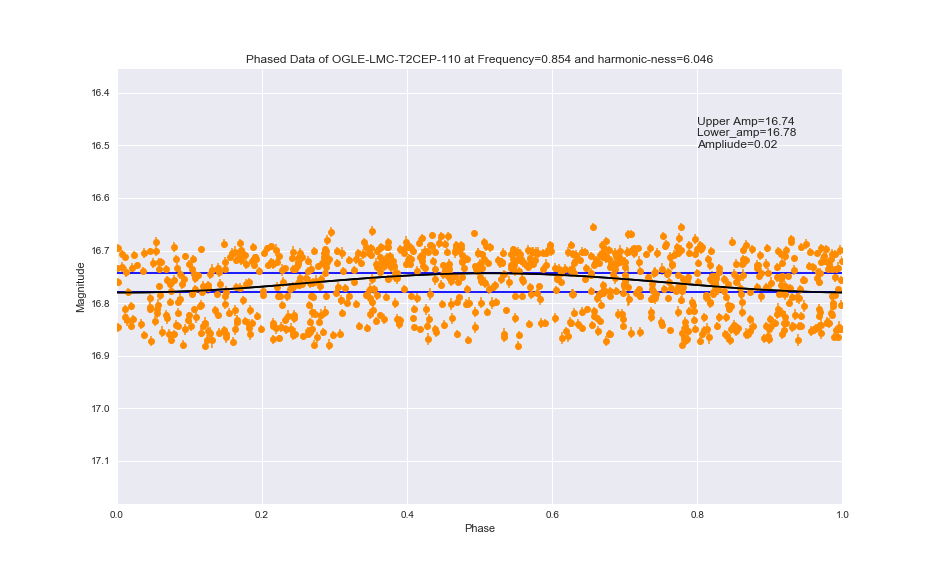 Phased Data of OGLE-LMC-T2CEP-110 at Frequency=0.854 and harmonic-ness=6.046
Upper Amp=16.74
Lower_amp=16.78
Ampliude=0.02
Magnitude
16.4
16.5
16.6
16.7
16.8
16.9
17.0
17.1
0.0
0.2
0.4
0.6
0.8
1.0
Phase